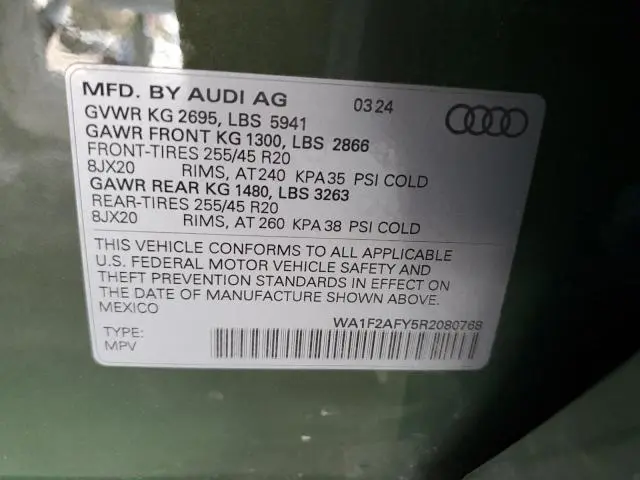 MFD. BY AUDI AG 03 24
GVWR KG 2695, LBS 5941
GAWR FRONT KG 1300, LBS 2866
FRONT-TIRES 255/45 R20
8JX20 RIMS, AT 240 KPA 35 PSI COLD
GAWR REAR KG 1480, LBS 3263
REAR-TIRES 255/45 R20
8JX20 RIMS, AT 260 KPA 38 PSI COLD
THIS VEHICLE CONFORMS TO ALL APPLICABLE
U.S. FEDERAL MOTOR VEHICLE SAFETY AND
THEFT PREVENTION STANDARDS IN EFFECT ON
THE DATE OF MANUFACTURE SHOWN ABOVE.
MEXICO
WA1F2AFY5R2080768
TYPE:
MPV